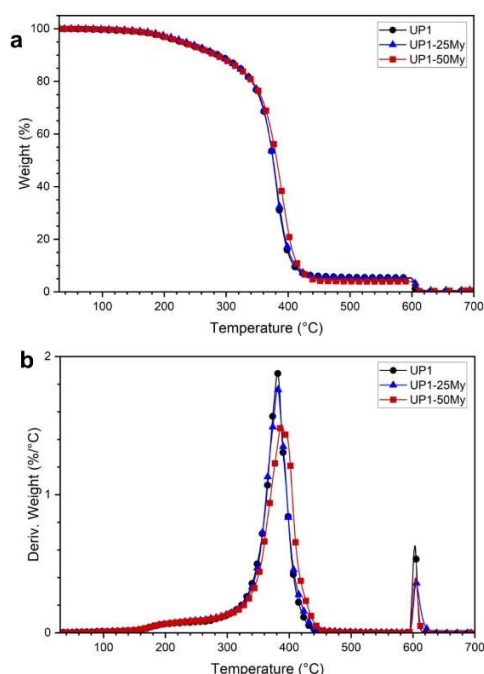 a
100
80
60
40
20
0
Weight (%)
UP1
UP1-25My
UP1-50My
100 200 300 400 500 600 700
Temperature (°C)
b
2
1
0
Deriv. Weight (%/°C)
UP1
UP1-25My
UP1-50My
100 200 300 400 500 600 700
Temperature (°C)